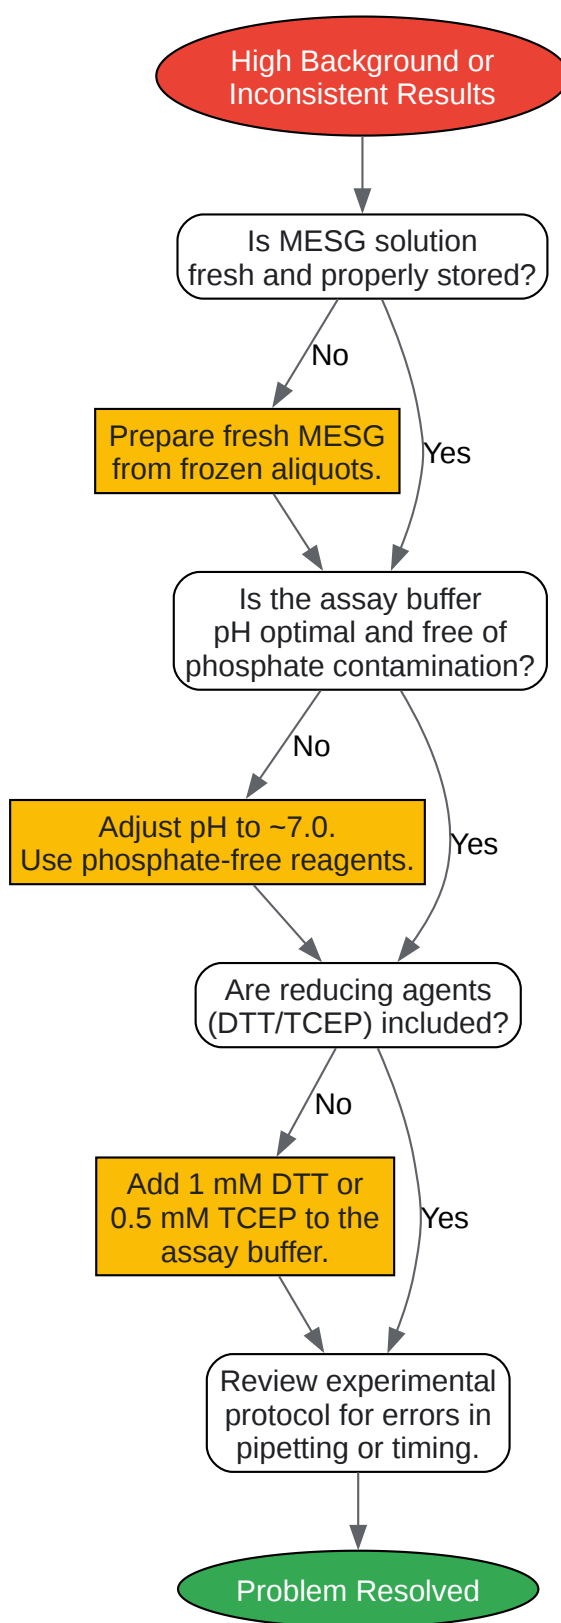 High Background or
Inconsistent Results
Is MESG solution
fresh and properly stored?
No
Prepare fresh MESG
from frozen aliquots.
Yes
Is the assay buffer
pH optimal and free of
phosphate contamination?
No
Adjust pH to ~7.0.
Use phosphate-free reagents.
Yes
Are reducing agents
(DTT/TCEP) included?
No
Add 1 mM DTT or
0.5 mM TCEP to the
assay buffer.
Yes
Review experimental
protocol for errors in
pipetting or timing.
Problem Resolved